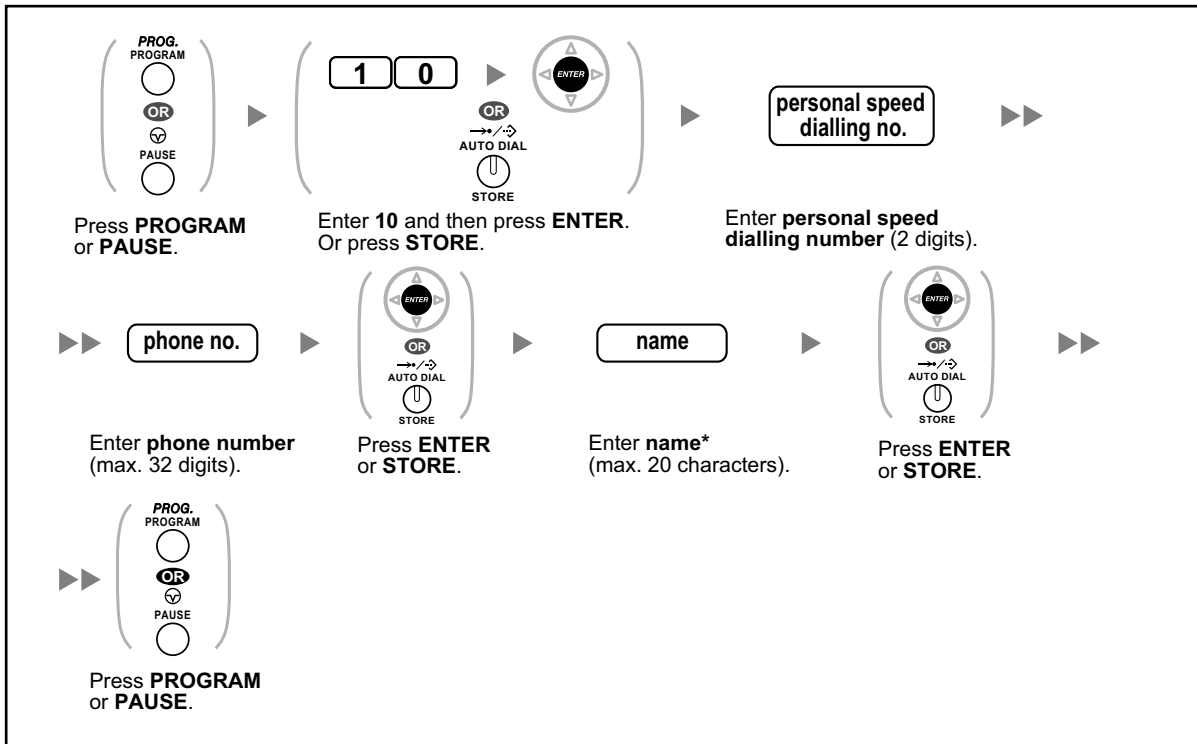 PROG.
PROGRAM
OR
PAUSE
Press PROGRAM
or PAUSE.
1 0
ENTER
OR
AUTO DIAL
STORE
Enter 10 and then press ENTER.
Or press STORE.
personal speed
dialling no.
Enter personal speed
dialling number (2 digits).
phone no.
Enter phone number
(max. 32 digits).
ENTER
OR
AUTO DIAL
STORE
Press ENTER
or STORE.
name
Enter name*
(max. 20 characters).
ENTER
OR
AUTO DIAL
STORE
Press ENTER
or STORE.
PROG.
PROGRAM
OR
PAUSE
Press PROGRAM
or PAUSE.